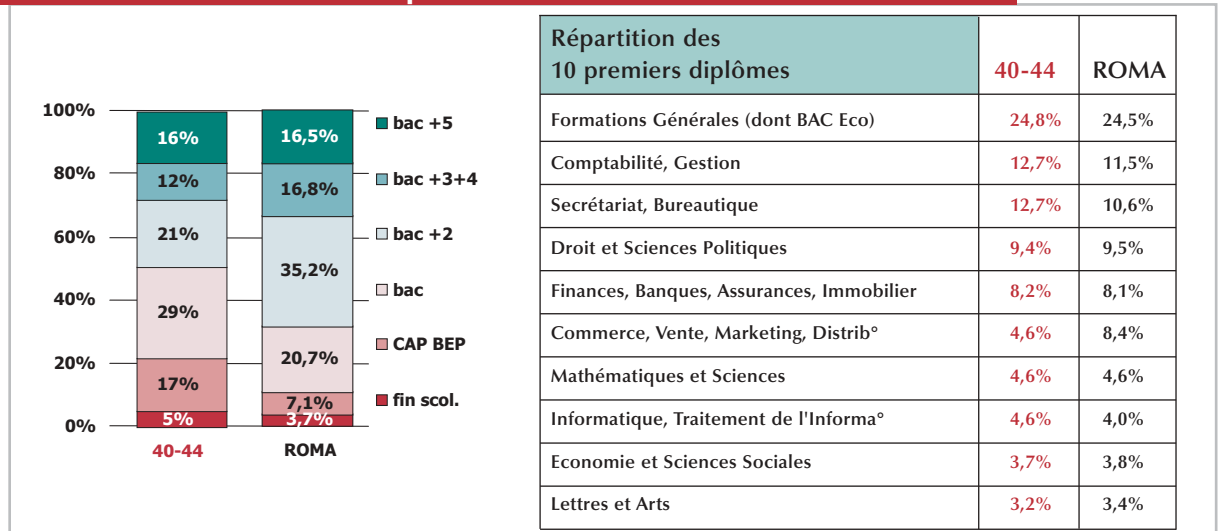 100%
80%
60%
40%
20%
0%
16%
12%
21%
29%
17%
5%
40-44
16,5%
16,8%
35,2%
20,7%
7,1%
3,7%
ROMA
bac +5
bac +3+4
bac +2
bac
CAP BEP
fin scol.
Répartition des
10 premiers diplômes 40-44 ROMA
Formations Générales (dont BAC Eco) 24,8% 24,5%
Comptabilité, Gestion 12,7% 11,5%
Secrétariat, Bureautique 12,7% 10,6%
Droit et Sciences Politiques 9,4% 9,5%
Finances, Banques, Assurances, Immobilier 8,2% 8,1%
Commerce, Vente, Marketing, Distrib° 4,6% 8,4%
Mathématiques et Sciences 4,6% 4,6%
Informatique, Traitement de l'Informa° 4,6% 4,0%
Economie et Sciences Sociales 3,7% 3,8%
Lettres et Arts 3,2% 3,4%